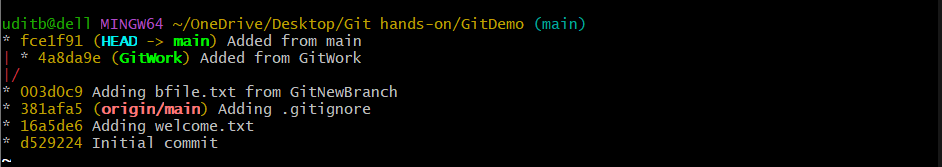 uditb@dell MINGW64 ~/OneDrive/Desktop/Git hands-on/GitDemo (main)
* fce1f91 (HEAD -> main) Added from main
| * 4a8da9e (GitWork) Added from GitWork
|/
* 003d0c9 Adding bfile.txt from GitNewBranch
* 381afa5 (origin/main) Adding .gitignore
* 16a5de6 Adding welcome.txt
* d529224 Initial commit
~